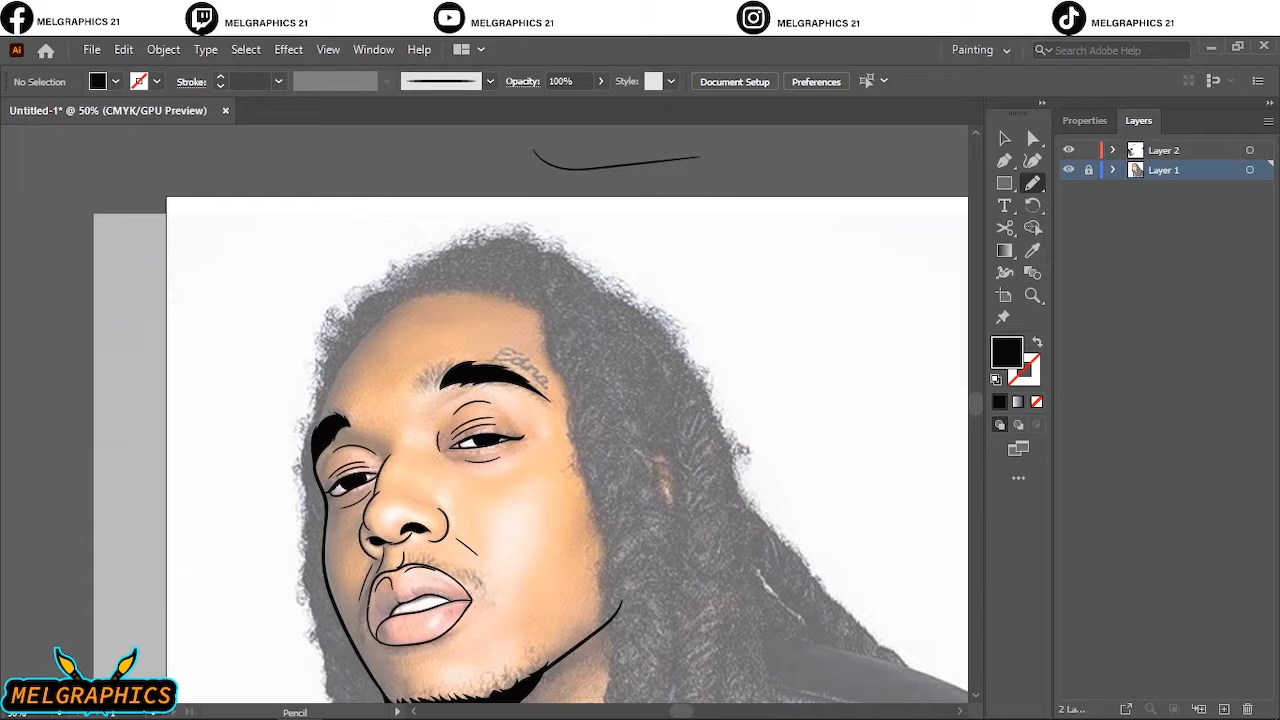 MELGRAPHICS 21 MELGRAPHICS 21 MELGRAPHICS 21 MELGRAPHICS 21 MELGRAPHICS 21
Ai File Edit Object Type Select Effect View Window Help Painting Search Adobe Help
No Selection Stroke: Opacity: 100% Style: Document Setup Preferences
Untitled-1* @ 50% (CMYK/GPU Preview)
Properties Layers
Layer 2
Layer 1
MELGRAPHICS
2 La...
Pencil